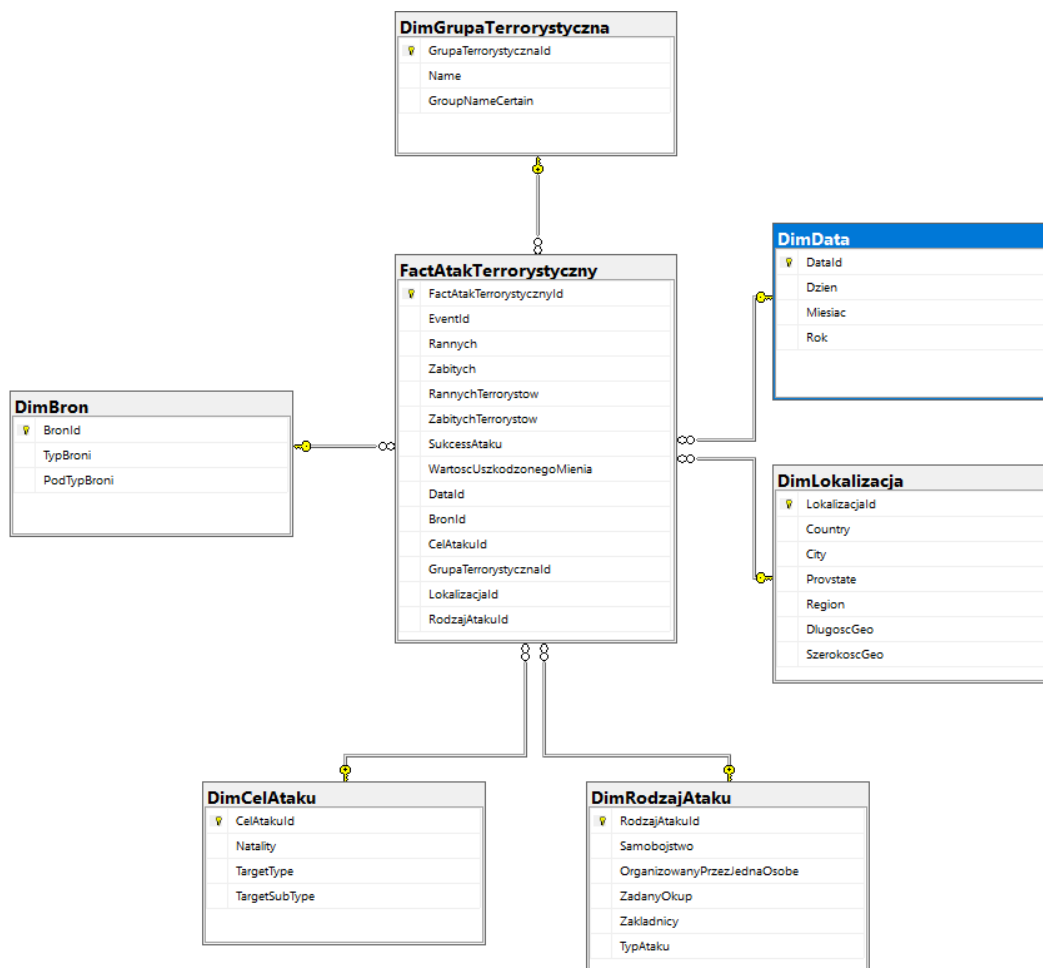 DimGrupaTerrorystyczna
GrupaTerrorystycznaId
Name
GroupNameCertain
DimData
DataId
Dzien
Miesiac
Rok
FactAtakTerrorystyczny
FactAtakTerrorystycznyId
EventId
Rannych
Zabitych
RannychTerrorystow
ZabitychTerrorystow
SukcessAtaku
WartoscUszkodzonegoMienia
DataId
BronId
CelAtakuId
GrupaTerrorystycznaId
LokalizacjaId
RodzajAtakuId
DimBron
BronId
TypBroni
PodTypBroni
DimLokalizacja
LokalizacjaId
Country
City
Provstate
Region
DlugoscGeo
SzerokoscGeo
DimCelAtaku
CelAtakuId
Natality
TargetType
TargetSubType
DimRodzajAtaku
RodzajAtakuId
Samobojstwo
OrganizowanyPrzezJednaOsobe
ZadanyOkup
Zakladnicy
TypAtaku